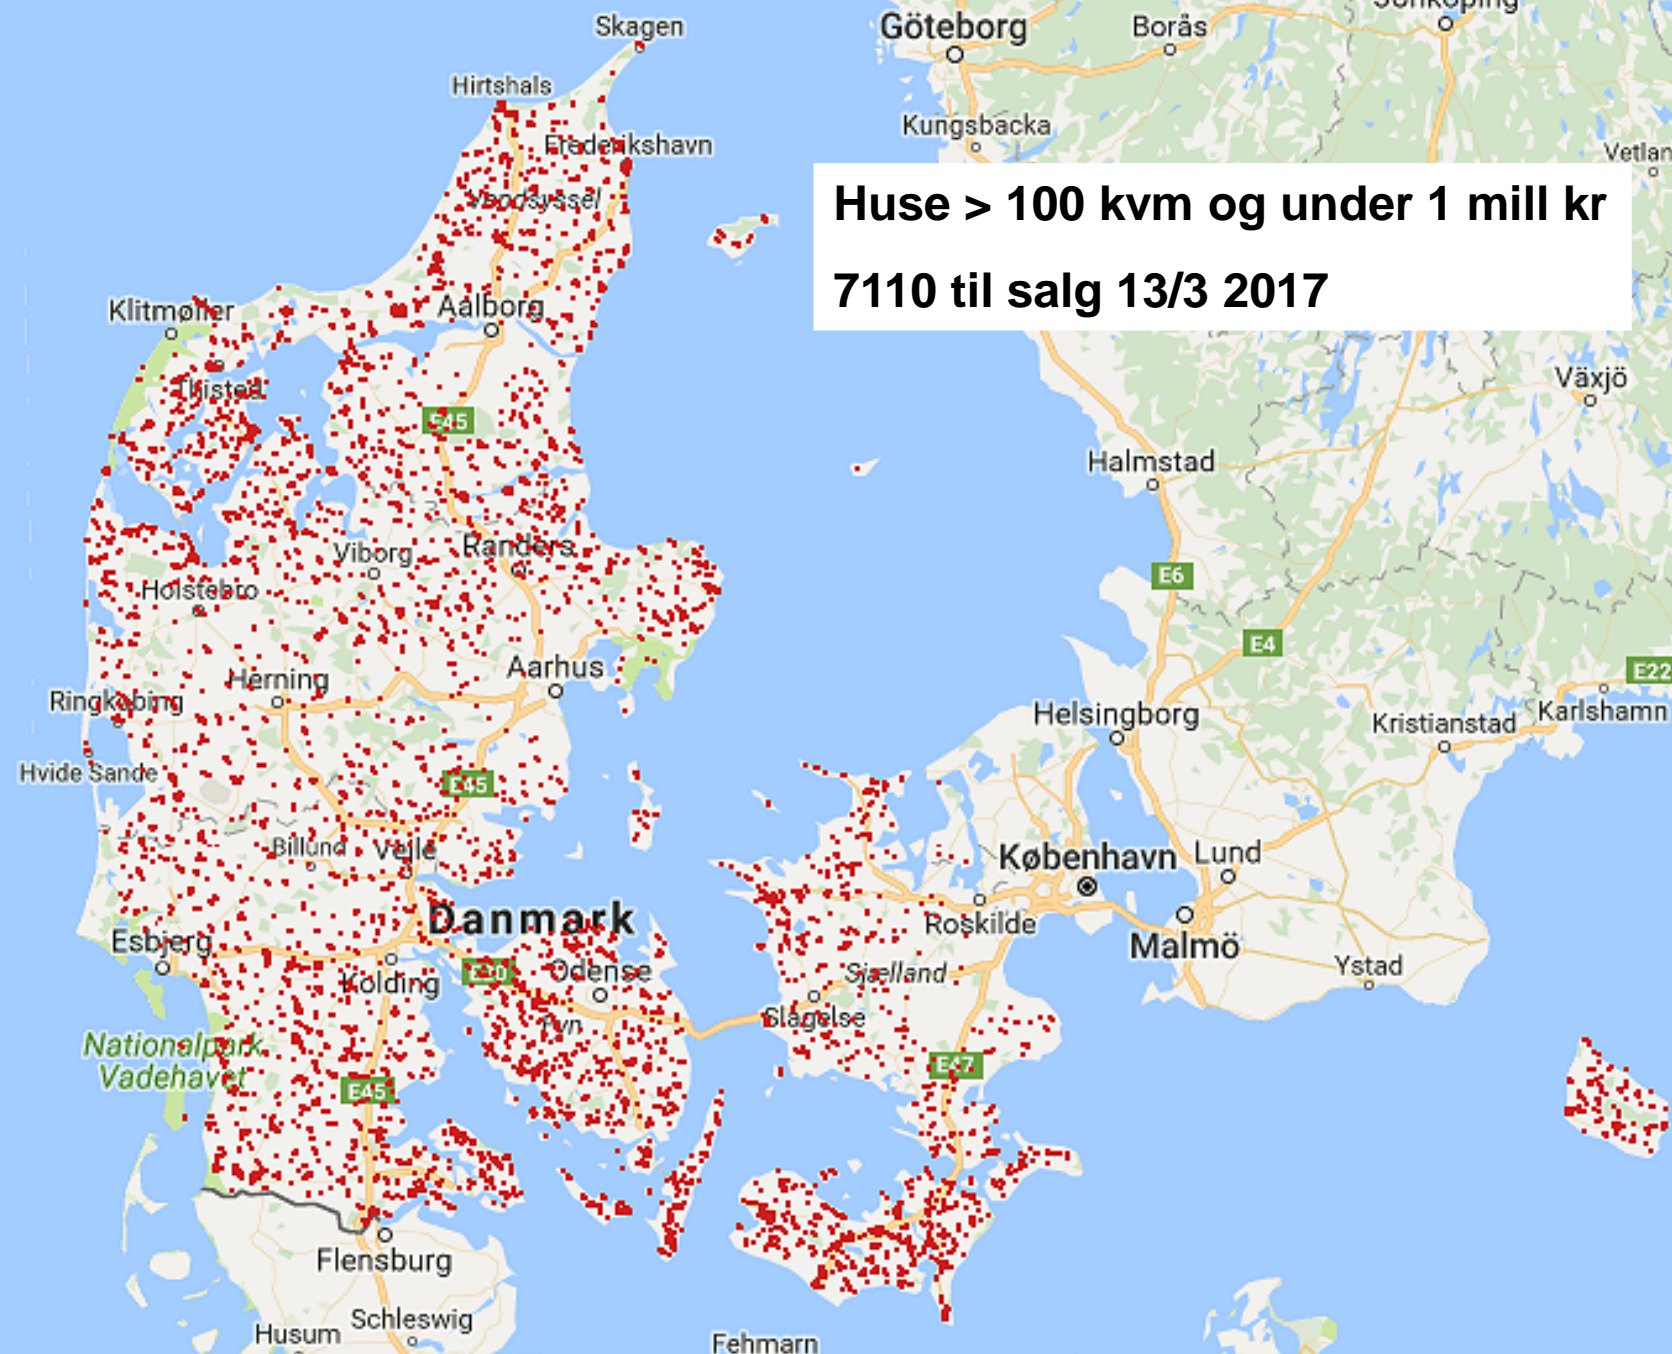 Skagen
Göteborg
Borås
Hirtshals
Kungsbacka
Frederikshavn
Vendsyssel
Huse > 100 kvm og under 1 mill kr
7110 til salg 13/3 2017
Klitmøller
Aalborg
Thisted
Växjö
E45
Halmstad
Viborg
Randers
Holstebro
E6
E4
Aarhus
E22
Herning
Ringkøbing
Helsingborg
Kristianstad
Karlshamn
Hvide Sande
E45
Billund
Vejle
København
Lund
Danmark
Roskilde
Esbjerg
Malmö
Kolding
Odense
Sjælland
Ystad
Slagelse
Fyn
Nationalpark
Vadehavet
E47
E45
Flensburg
Schleswig
Husum
Fehmarn